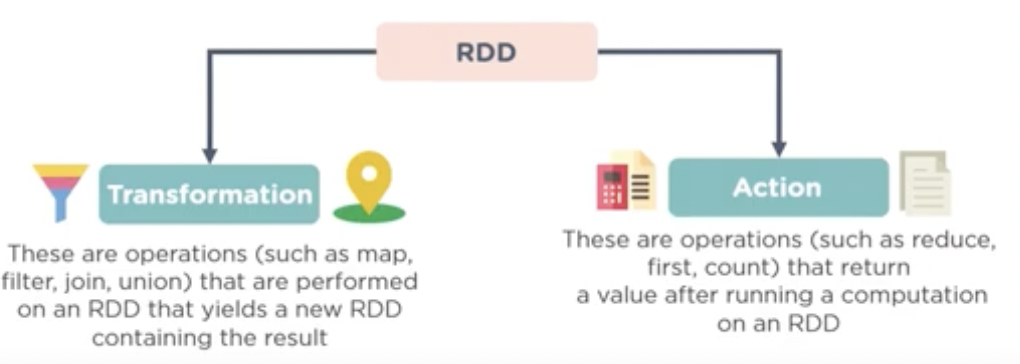 RDD
Transformation
These are operations (such as map,
filter, join, union) that are performed
on an RDD that yields a new RDD
containing the result
Action
These are operations (such as reduce,
first, count) that return
a value after running a computation
on an RDD